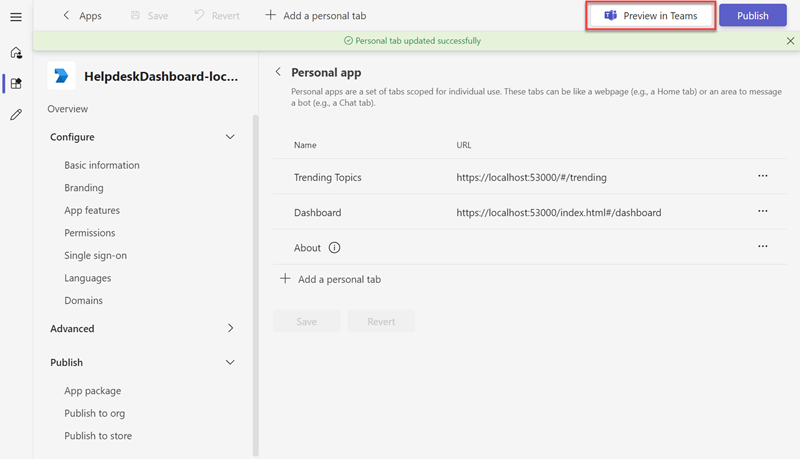 Apps
Save
Revert
Add a personal tab
Preview in Teams
Publish
Personal tab updated successfully
HelpdeskDashboard-loc...
Overview
Configure
Basic information
Branding
App features
Permissions
Single sign-on
Languages
Domains
Advanced
Publish
App package
Publish to org
Publish to store
Personal app
Personal apps are a set of tabs scoped for individual use. These tabs can be like a webpage (e.g., a Home tab) or an area to message
a bot (e.g., a Chat tab).
Name URL
Trending Topics https://localhost:53000/#/trending
Dashboard https://localhost:53000/index.html#/dashboard
About
Add a personal tab
Save Revert